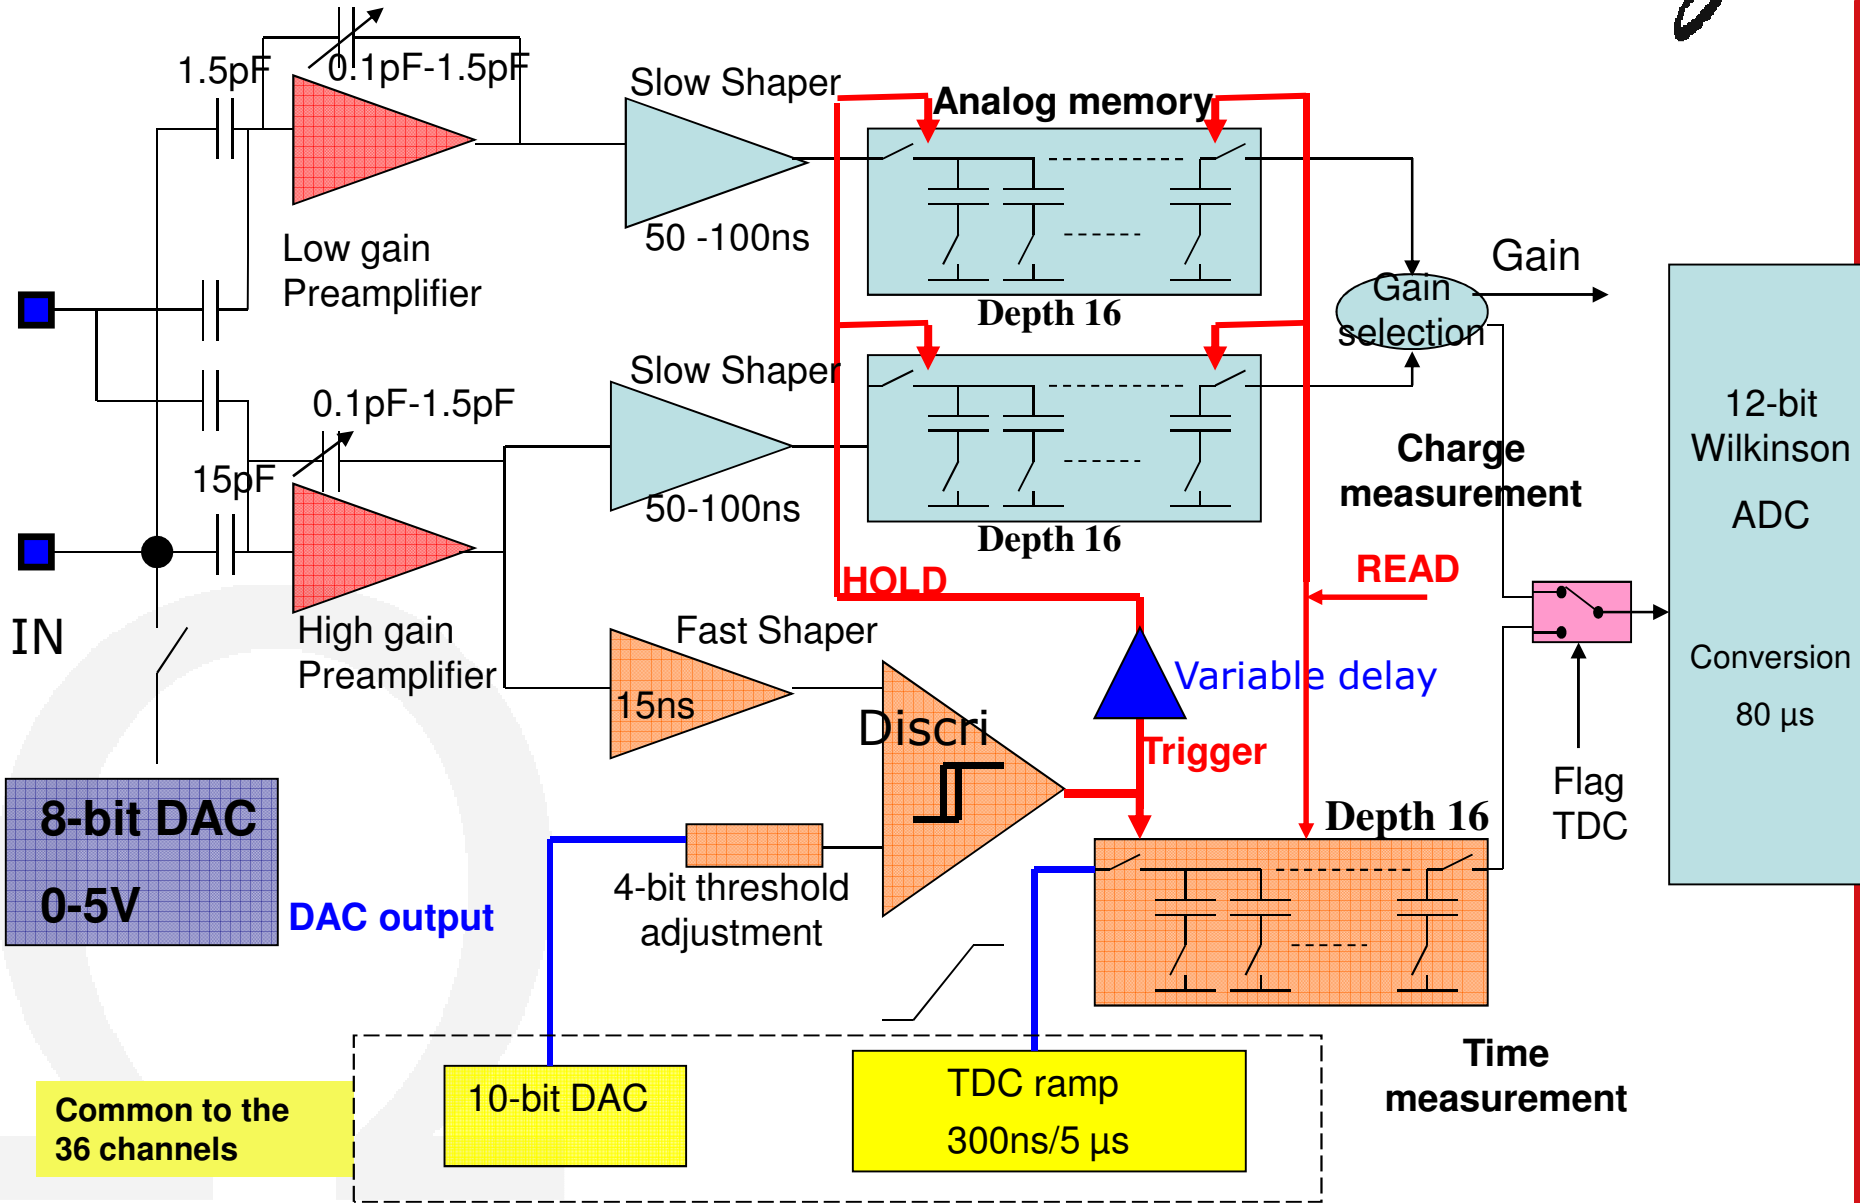 1.5pF
0.1pF-1.5pF
Slow Shaper
Analog memory
50 -100ns
Low gain
Preamplifier
Depth 16
Gain
Gain
selection
Slow Shaper
0.1pF-1.5pF
15pF
50-100ns
Depth 16
Charge
measurement
12-bit
Wilkinson
ADC
Conversion
80 µs
HOLD
READ
IN
High gain
Preamplifier
Fast Shaper
15ns
Variable delay
Discri
Trigger
Flag
TDC
8-bit DAC
0-5V
DAC output
4-bit threshold
adjustment
Depth 16
Time
measurement
Common to the
36 channels
10-bit DAC
TDC ramp
300ns/5 µs